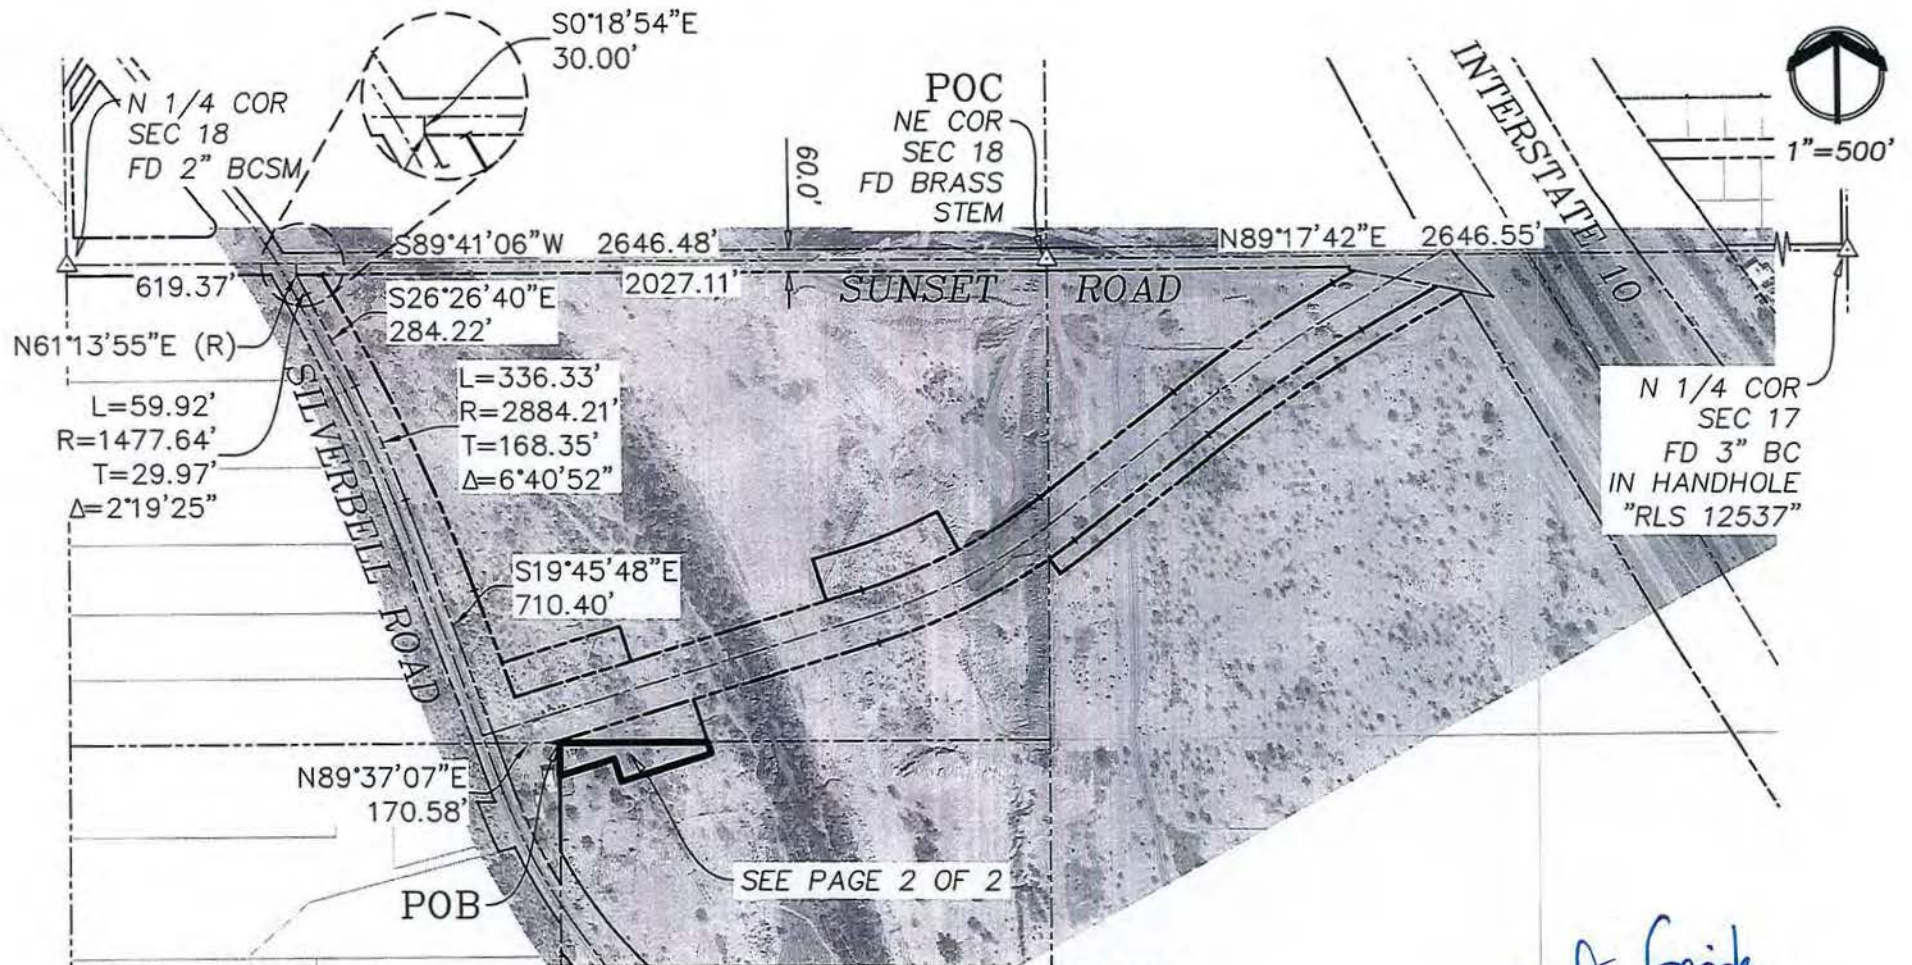 S0°18'54"E
30.00'
N 1/4 COR
SEC 18
FD 2" BCSM
POC
NE COR
SEC 18
FD BRASS
STEM
60.0'
INTERSTATE 10
1"=500'
S89°41'06"W 2646.48'
N89°17'42"E 2646.55'
619.37'
2027.11'
SUNSET ROAD
S26°26'40"E
284.22'
N61°13'55"E (R)
L=59.92'
R=1477.64'
T=29.97'
Δ=2°19'25"
L=336.33'
R=2884.21'
T=168.35'
Δ=6°40'52"
SILVERBELL ROAD
N 1/4 COR
SEC 17
FD 3" BC
IN HANDHOLE
"RLS 12537"
S19°45'48"E
710.40'
N89°37'07"E
170.58'
POB
SEE PAGE 2 OF 2